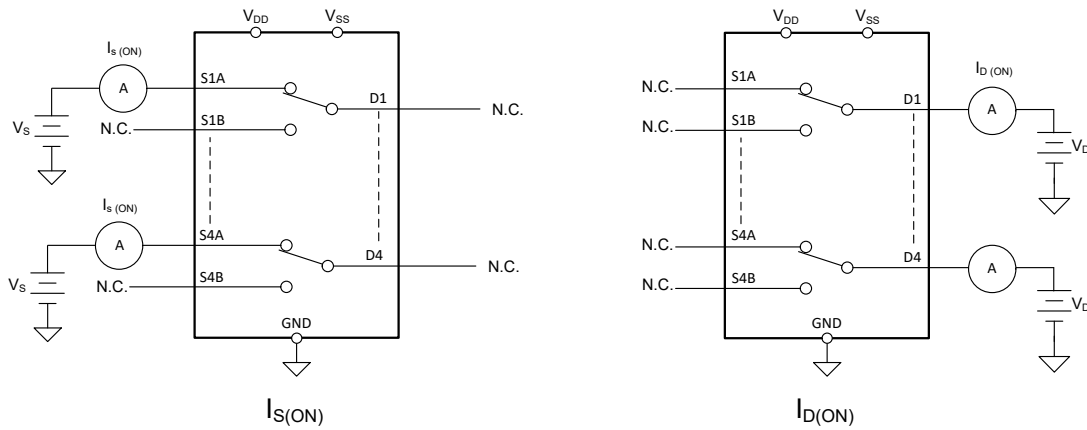 VDD VSS
Is (ON)
A
S1A
D1
N.C.
VS
N.C.
S1B
Is (ON)
A
S4A
D4
N.C.
VS
N.C.
S4B
GND
IS(ON)
VDD VSS
ID (ON)
N.C.
S1A
D1
A
N.C.
S1B
VD
N.C.
S4A
D4
A
N.C.
S4B
VD
GND
ID(ON)